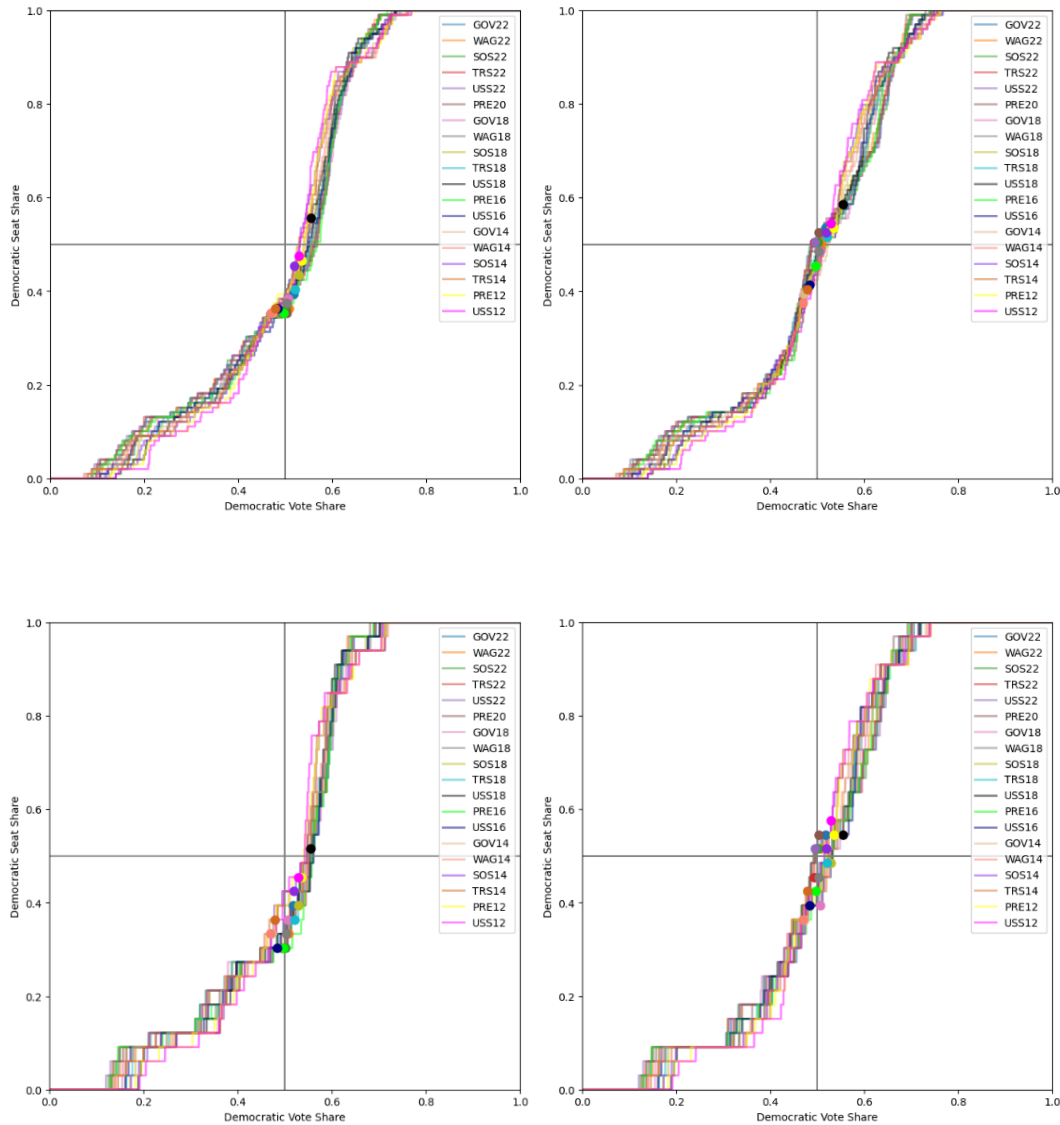 1.0
0.8
0.6
0.4
0.2
0.0
Democratic Seat Share
0.0 0.2 0.4 0.6 0.8 1.0
Democratic Vote Share
GOV22
WAG22
SOS22
TRS22
USS22
PRE20
GOV18
WAG18
SOS18
TRS18
USS18
PRE16
USS16
GOV14
WAG14
SOS14
TRS14
PRE12
USS12
1.0
0.8
0.6
0.4
0.2
0.0
Democratic Seat Share
0.0 0.2 0.4 0.6 0.8 1.0
Democratic Vote Share
GOV22
WAG22
SOS22
TRS22
USS22
PRE20
GOV18
WAG18
SOS18
TRS18
USS18
PRE16
USS16
GOV14
WAG14
SOS14
TRS14
PRE12
USS12
1.0
0.8
0.6
0.4
0.2
0.0
Democratic Seat Share
0.0 0.2 0.4 0.6 0.8 1.0
Democratic Vote Share
GOV22
WAG22
SOS22
TRS22
USS22
PRE20
GOV18
WAG18
SOS18
TRS18
USS18
PRE16
USS16
GOV14
WAG14
SOS14
TRS14
PRE12
USS12
1.0
0.8
0.6
0.4
0.2
0.0
Democratic Seat Share
0.0 0.2 0.4 0.6 0.8 1.0
Democratic Vote Share
GOV22
WAG22
SOS22
TRS22
USS22
PRE20
GOV18
WAG18
SOS18
TRS18
USS18
PRE16
USS16
GOV14
WAG14
SOS14
TRS14
PRE12
USS12